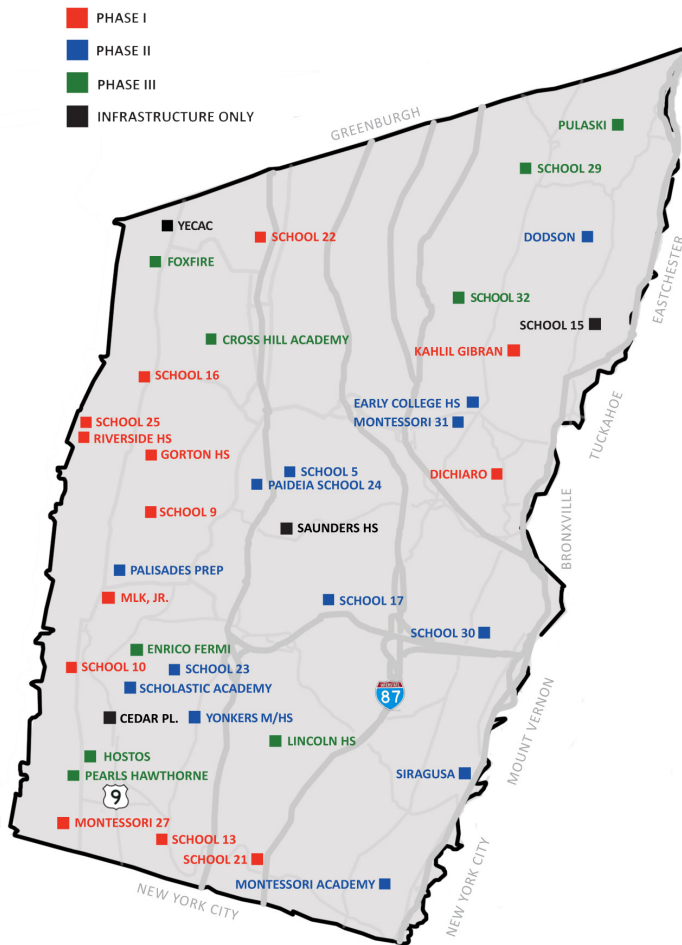 PHASE I
PHASE II
PHASE III
INFRASTRUCTURE ONLY
GREENBURGH
PULASKI
SCHOOL 29
YECAC
SCHOOL 22
DODSON
FOXFIRE
EASTCHESTER
SCHOOL 32
SCHOOL 15
CROSS HILL ACADEMY
KAHLIL GIBRAN
SCHOOL 16
TUCKAHOE
EARLY COLLEGE HS
SCHOOL 25
MONTESSORI 31
RIVERSIDE HS
GORTON HS
SCHOOL 5
DICHIARO
PAIDEIA SCHOOL 24
SCHOOL 9
SAUNDERS HS
BRONXVILLE
PALISADES PREP
MLK, JR.
SCHOOL 17
SCHOOL 30
ENRICO FERMI
SCHOOL 10
SCHOOL 23
SCHOLASTIC ACADEMY
INTERSTATE
87
CEDAR PL.
YONKERS M/HS
MOUNT VERNON
LINCOLN HS
HOSTOS
PEARLS HAWTHORNE
SIRAGUSA
9
MONTESSORI 27
SCHOOL 13
SCHOOL 21
MONTESSORI ACADEMY
NEW YORK CITY
NEW YORK CITY